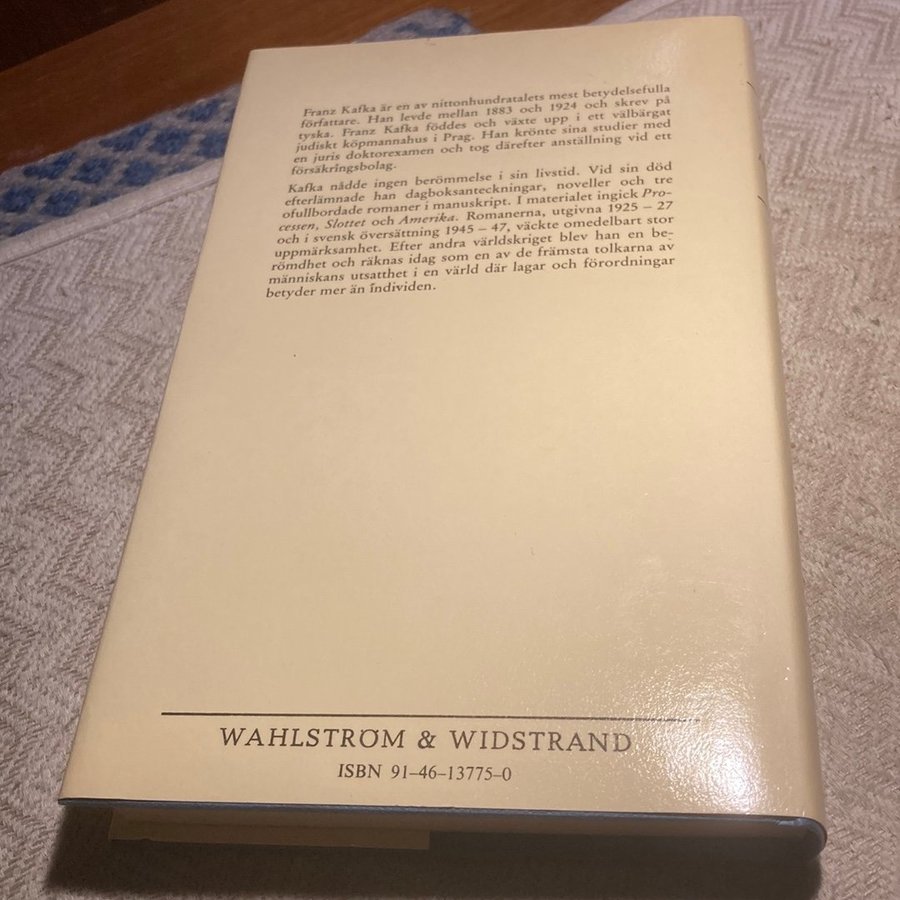 Franz Kafka är en av nittonhundratalets mest betydelsefulla
författare. Han levde mellan 1883 och 1924 och skrev på
tyska. Franz Kafka föddes och växte upp i ett välbärgat
judiskt köpmannahus i Prag. Han krönte sina studier med
en juris doktorexamen och tog därefter anställning vid ett
försäkringsbolag.
Kafka nådde ingen berömmelse i sin livstid. Vid sin död
efterlämnade han dagboksanteckningar, noveller och tre
ofullbordade romaner i manuskript. I materialet ingick Pro-
cessen, Slottet och Amerika. Romanerna, utgivna 1925 – 27
och i svensk översättning 1945 – 47, väckte omedelbart stor
uppmärksamhet. Efter andra världskriget blev han en be-
römdhet och räknas idag som en av de främsta tolkarna av
människans utsatthet i en värld där lagar och förordningar
betyder mer än individen.
WAHLSTRÖM & WIDSTRAND
ISBN 91–46–13775–0